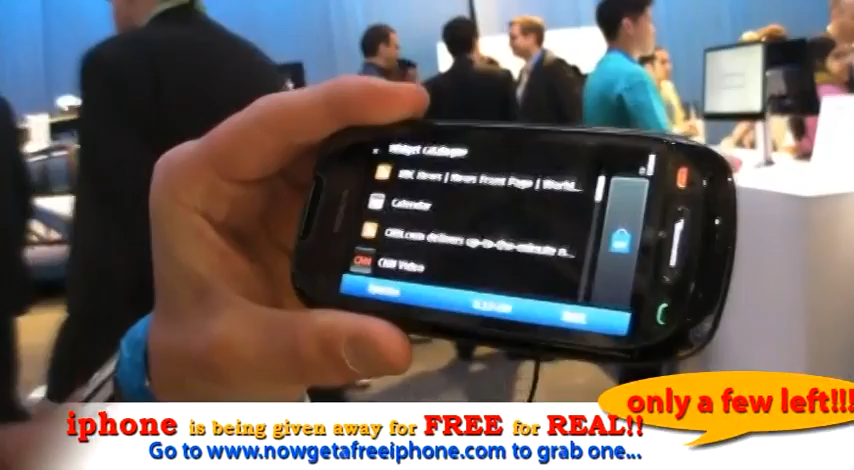 Widget Catalogue
BBC News | News Front Page | World...
Calendar
CNN.com delivers up-to-the-minute n...
CNN
CNN Video
Options
only a few left!!!
iphone is being given away for FREE for REAL!!
Go to www.nowgetafreeiphone.com to grab one...